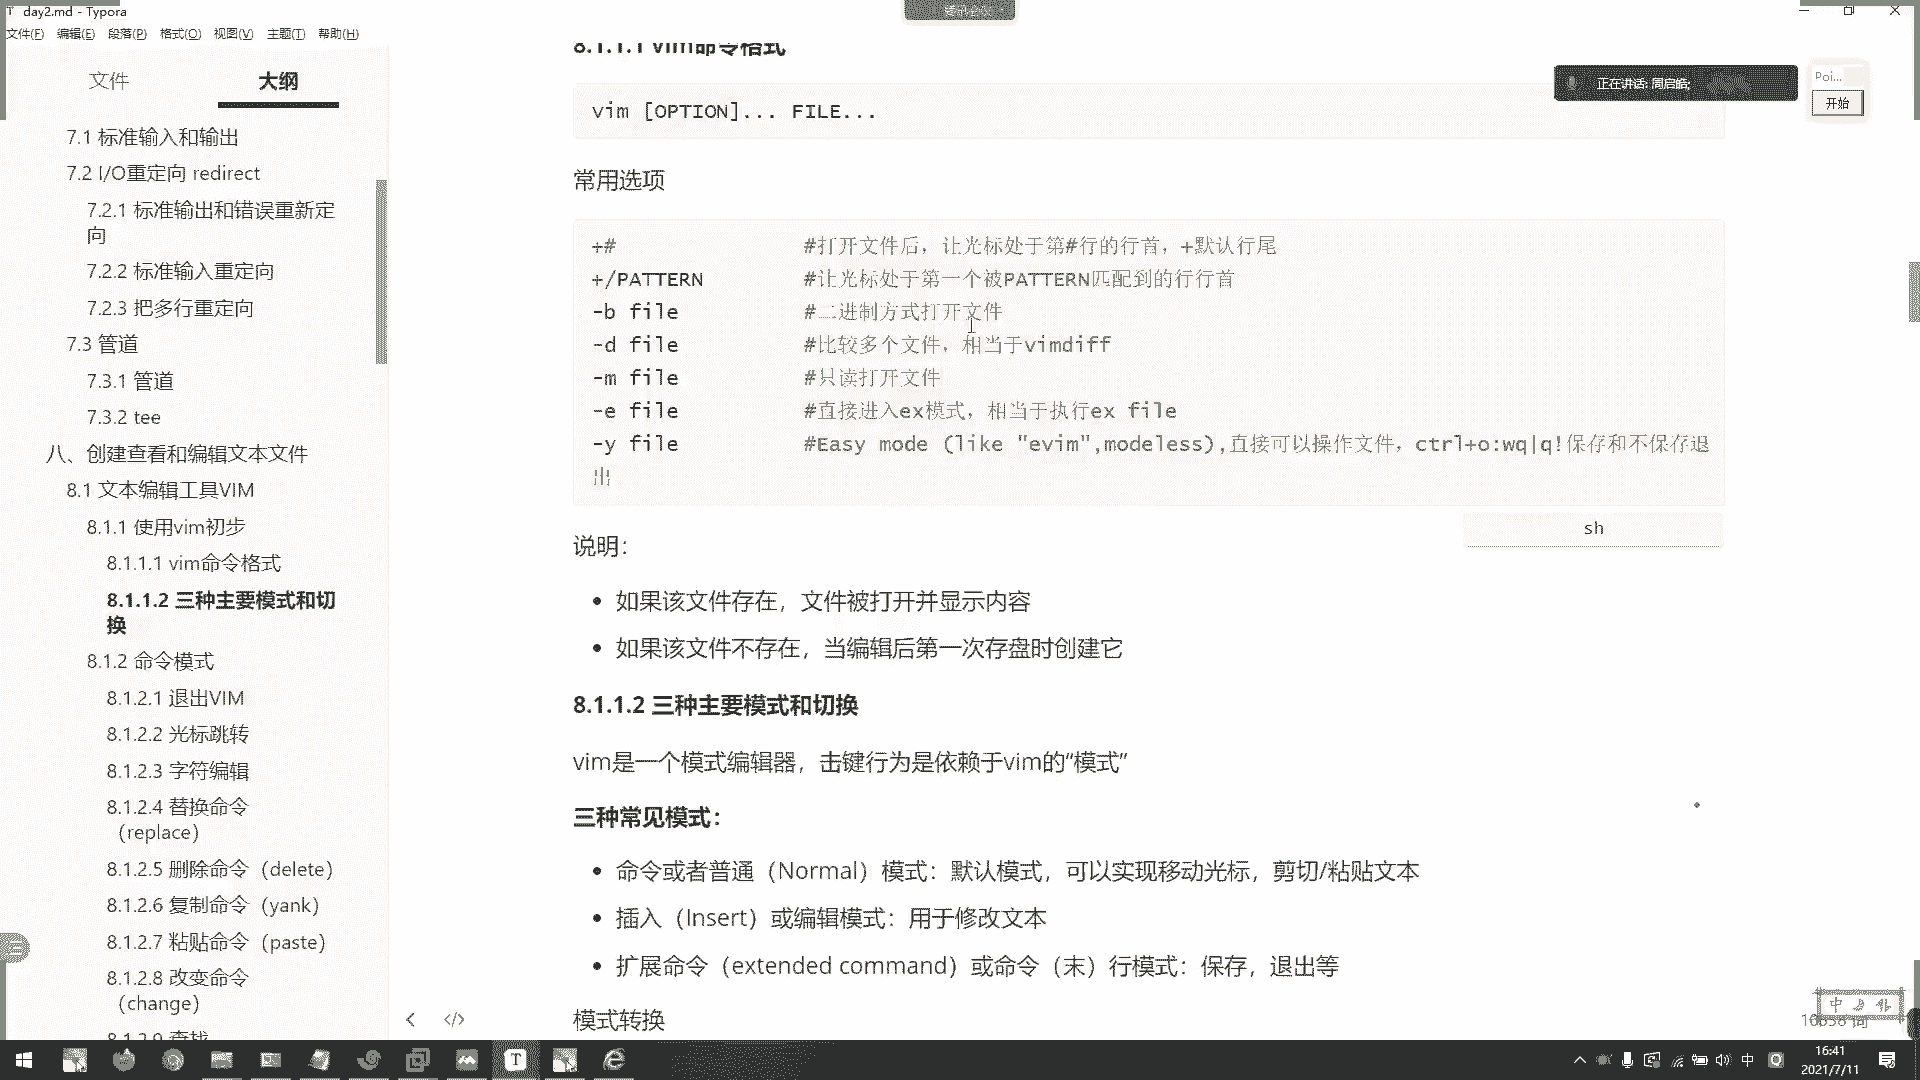 day2.md - Typora
文件(F) 编辑(E) 段落(P) 格式(O) 视图(V) 主题(T) 帮助(H)
文件 大纲
7.1 标准输入和输出
7.2 I/O重定向 redirect
7.2.1 标准输出和错误重新定
向
7.2.2 标准输入重定向
7.2.3 把多行重定向
7.3 管道
7.3.1 管道
7.3.2 tee
八、创建查看和编辑文本文件
8.1 文本编辑工具VIM
8.1.1 使用vim初步
8.1.1.1 vim命令格式
8.1.1.2 三种主要模式和切
换
8.1.2 命令模式
8.1.2.1 退出VIM
8.1.2.2 光标跳转
8.1.2.3 字符编辑
8.1.2.4 替换命令
（replace）
8.1.2.5 删除命令（delete）
8.1.2.6 复制命令（yank）
8.1.2.7 粘贴命令（paste）
8.1.2.8 改变命令
（change）
8.1.2.9 查找
8.1.1.1 vim命令格式
vim [OPTION]... FILE...
常用选项
+# #打开文件后，让光标处于第#行的行首，+默认行尾
+/PATTERN #让光标处于第一个被PATTERN匹配到的行行首
-b file #二进制方式打开文件
-d file #比较多个文件，相当于vimdiff
-m file #只读打开文件
-e file #直接进入ex模式，相当于执行ex file
-y file #Easy mode (like "evim",modeless),直接可以操作文件，ctrl+o:wq|q!保存和不保存退
出
sh
说明：
如果该文件存在，文件被打开并显示内容
如果该文件不存在，当编辑后第一次存盘时创建它
8.1.1.2 三种主要模式和切换
vim是一个模式编辑器，击键行为是依赖于vim的“模式”
三种常见模式：
命令或者普通（Normal）模式：默认模式，可以实现移动光标，剪切/粘贴文本
插入（Insert）或编辑模式：用于修改文本
扩展命令（extended command）或命令（末）行模式：保存，退出等
模式转换
正在讲话: 周启皓;
Poi...
开始
中
16:41
2021/7/11